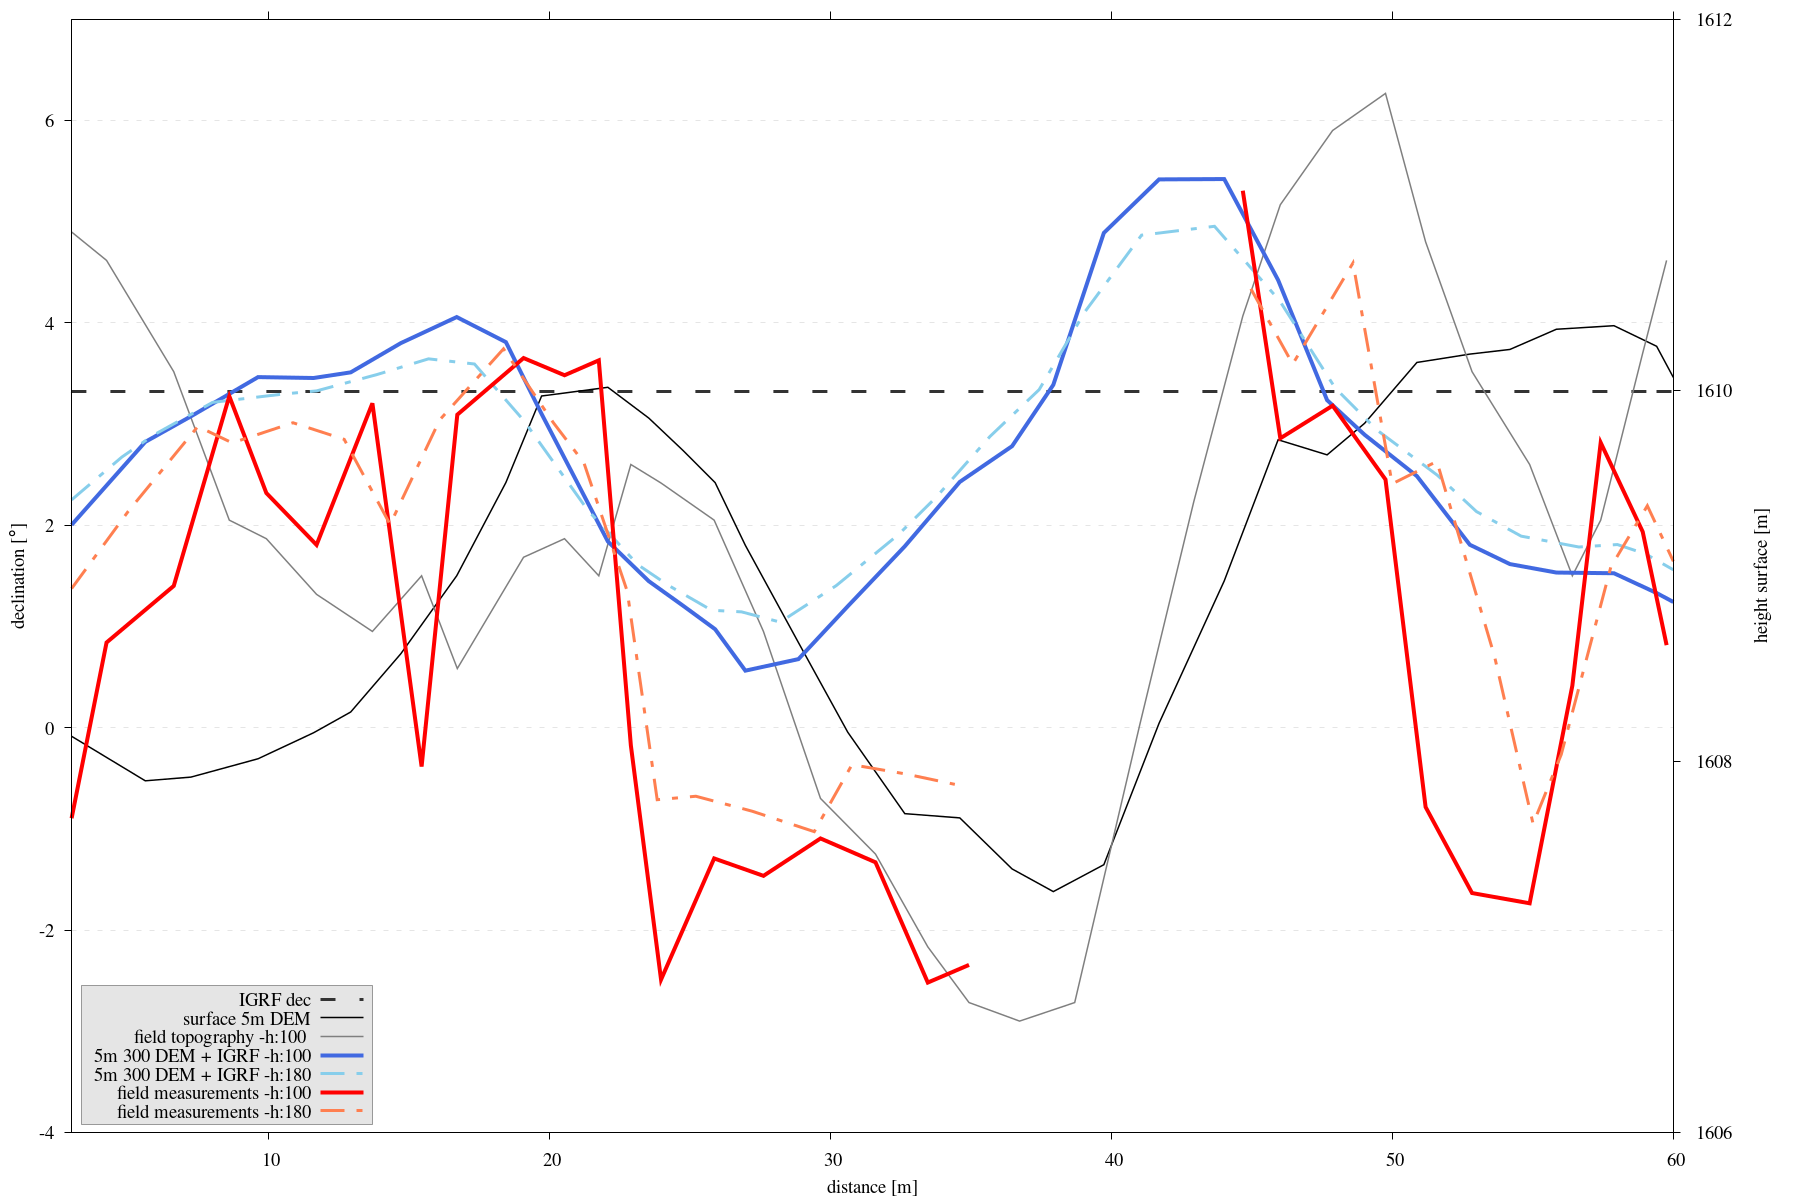 1612
6
4
1610
2
declination [°]
height surface [m]
0
1608
-2
IGRF dec
surface 5m DEM
field topography -h:100
5m 300 DEM + IGRF -h:100
5m 300 DEM + IGRF -h:180
field measurements -h:100
field measurements -h:180
-4
1606
10
20
30
40
50
60
distance [m]